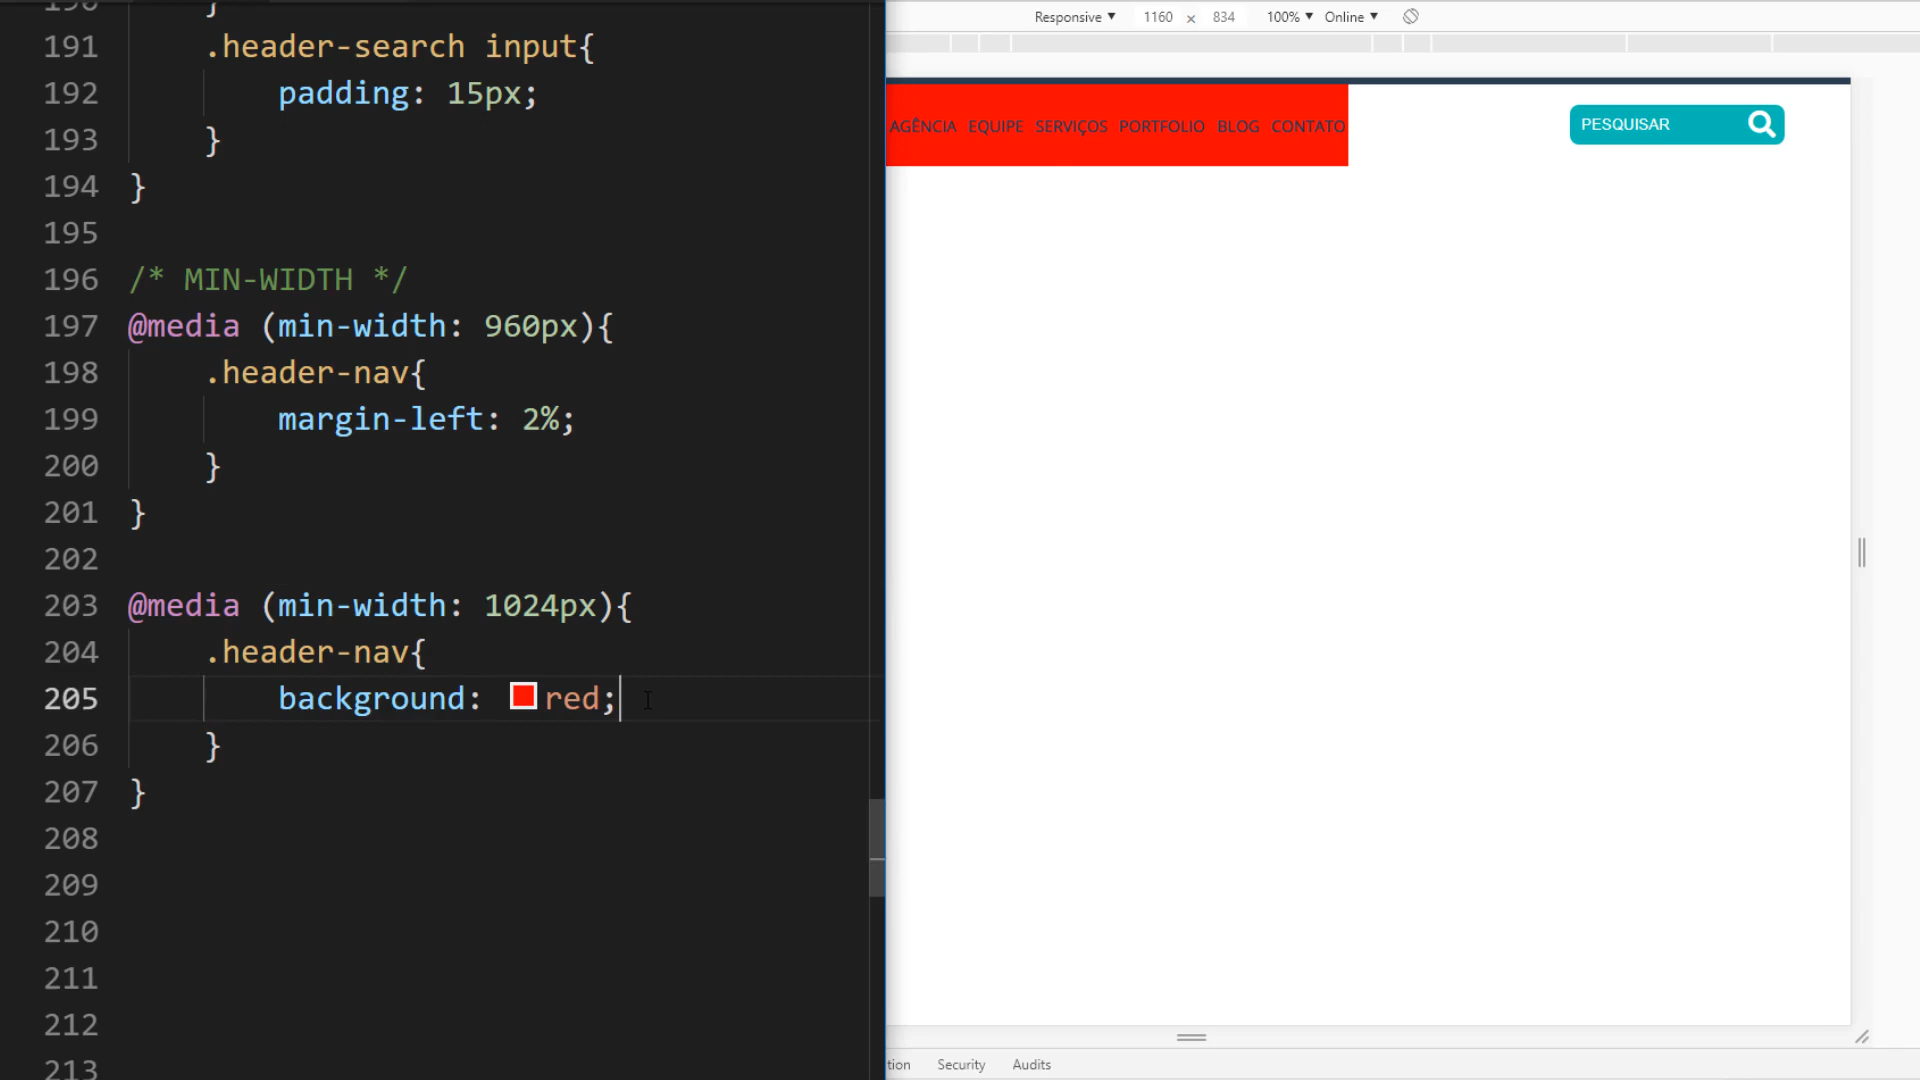 190 }
191 .header-search input{
192 padding: 15px;
193 }
194 }
195
196 /* MIN-WIDTH */
197 @media (min-width: 960px){
198 .header-nav{
199 margin-left: 2%;
200 }
201 }
202
203 @media (min-width: 1024px){
204 .header-nav{
205 background: red;
206 }
207 }
208
209
210
211
212
213
Responsive ▼ 1160 x 834 100% ▼ Online ▼
AGÊNCIA EQUIPE SERVIÇOS PORTFOLIO BLOG CONTATO
PESQUISAR
tion Security Audits